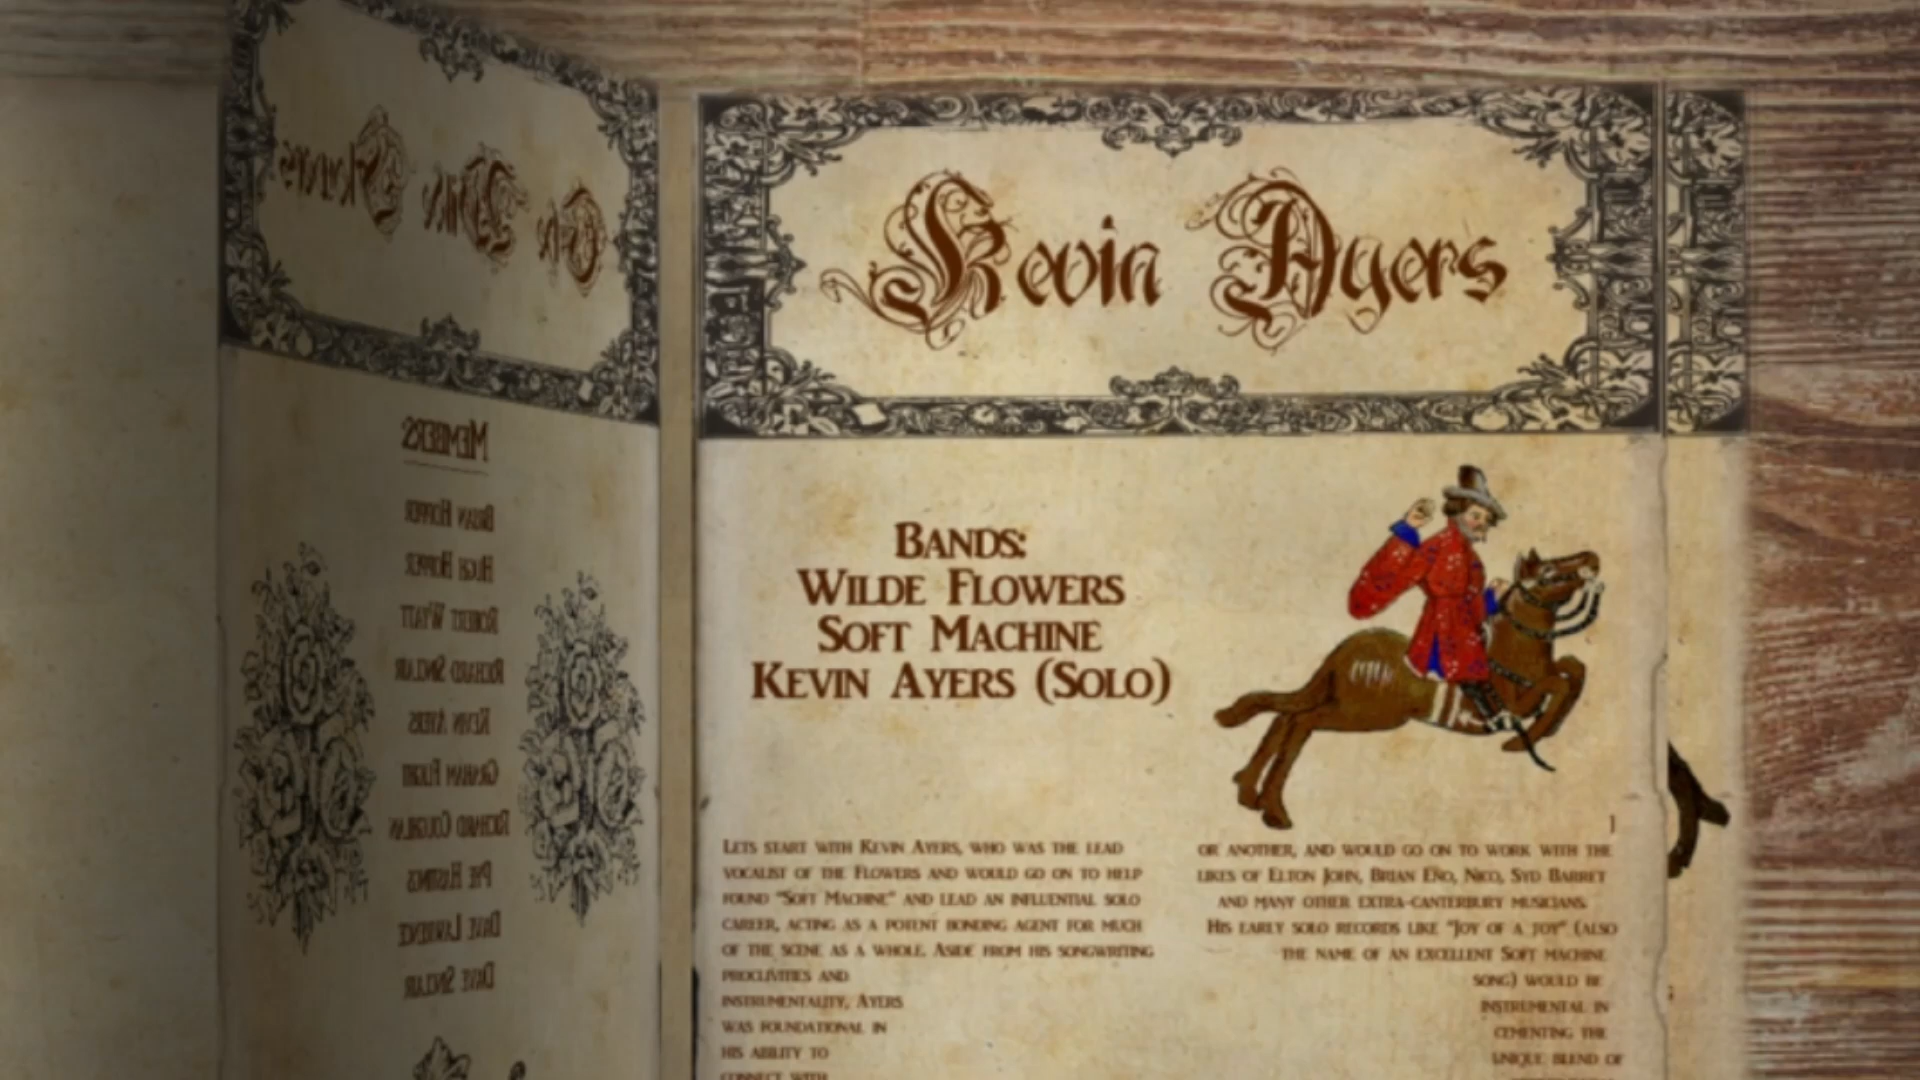 The Wilde Flowers
MEMBERS
BRIAN HOPPER
HUGH HOPPER
ROBERT WYATT
RICHARD SINCLAIR
KEVIN AYERS
GRAHAM FLIGHT
RICHARD COUGHLAN
PYE HASTINGS
DAVE LAWRENCE
DAVE SINCLAIR
Kevin Ayers
BANDS:
WILDE FLOWERS
SOFT MACHINE
KEVIN AYERS (SOLO)
LETS START WITH KEVIN AYERS, WHO WAS THE LEAD
VOCALIST OF THE FLOWERS AND WOULD GO ON TO HELP
FOUND "SOFT MACHINE" AND LEAD AN INFLUENTIAL SOLO
CAREER, ACTING AS A POTENT BONDING AGENT FOR MUCH
OF THE SCENE AS A WHOLE. ASIDE FROM HIS SONGWRITING
PROCLIVITIES AND
INSTRUMENTALITY, AYERS
WAS FOUNDATIONAL IN
HIS ABILITY TO
CONNECT WITH
1
OR ANOTHER, AND WOULD GO ON TO WORK WITH THE
LIKES OF ELTON JOHN, BRIAN ENO, NICO, SYD BARRET
AND MANY OTHER EXTRA-CANTERBURY MUSICIANS.
HIS EARLY SOLO RECORDS LIKE "JOY OF A TOY" (ALSO
THE NAME OF AN EXCELLENT SOFT MACHINE
SONG) WOULD BE
INSTRUMENTAL IN
CEMENTING THE
UNIQUE BLEND OF